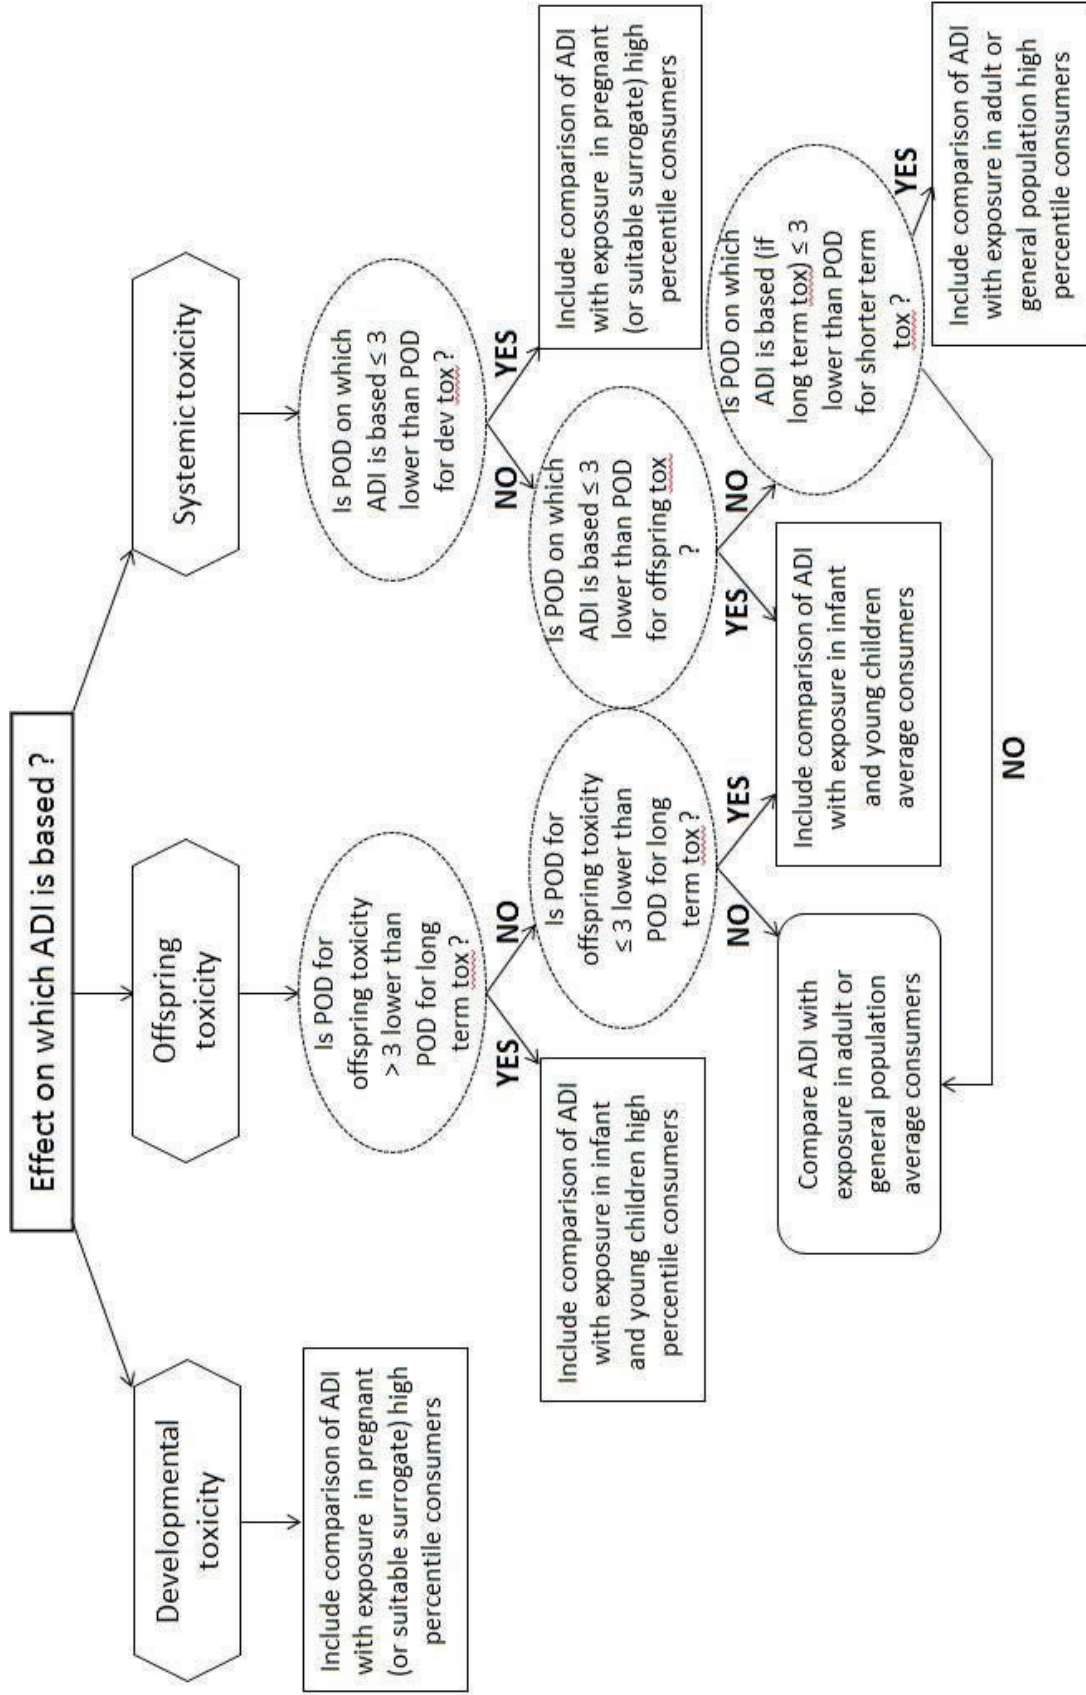 Effect on which ADI is based ?
Developmental
toxicity
Offspring
toxicity
Systemic toxicity
Include comparison of ADI
with exposure in pregnant
(or suitable surrogate) high
percentile consumers
Is POD for
offspring toxicity
> 3 lower than
POD for long
term tox ?
Is POD on which
ADI is based ≤ 3
lower than POD
for dev tox ?
YES
NO
NO
YES
Include comparison of ADI
with exposure in infant
and young children high
percentile consumers
Is POD for
offspring toxicity
≤ 3 lower than
POD for long
term tox ?
Is POD on which
ADI is based ≤ 3
lower than POD
for offspring tox
?
Include comparison of ADI
with exposure in pregnant
(or suitable surrogate) high
percentile consumers
NO
YES
YES
NO
Compare ADI with
exposure in adult or
general population
average consumers
Include comparison of ADI
with exposure in infant
and young children
average consumers
Is POD on which
ADI is based (if
long term tox) ≤ 3
lower than POD
for shorter term
tox ?
YES
NO
Include comparison of ADI
with exposure in adult or
general population high
percentile consumers